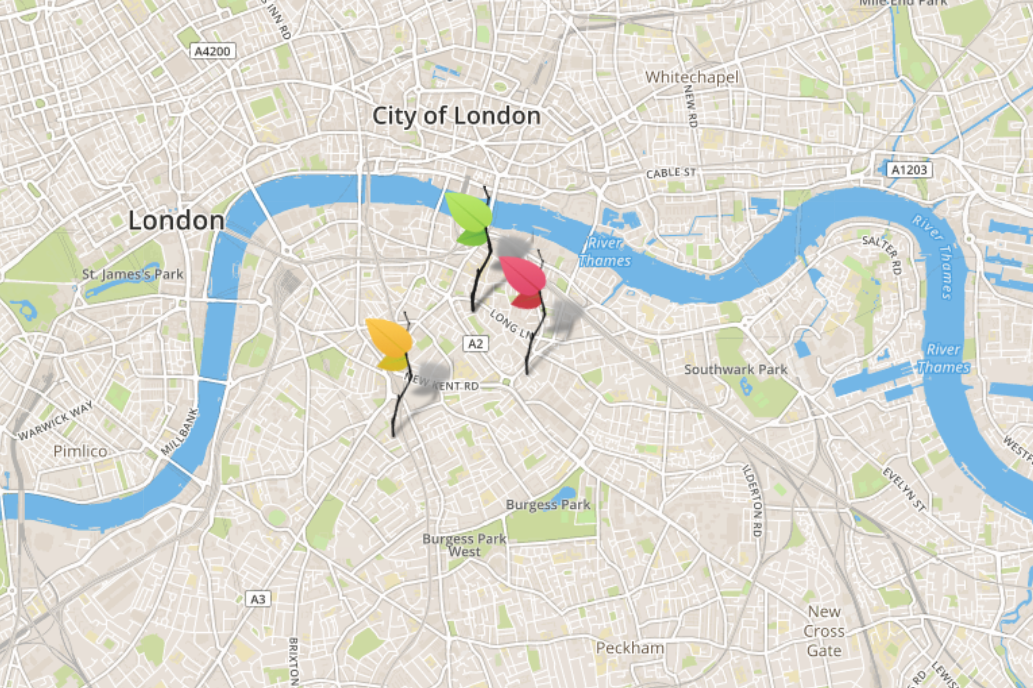 Mile End Park
S INN RD
A4200
Whitechapel
NEW RD
City of London
CABLE ST
A1203
London
River
Thames
River Thames
SALTER RD
St. James's Park
LONG LN
A2
River
Thames
Southwark Park
NEW KENT RD
WARWICK WAY
MILLBANK
Pimlico
WESTF
EVELYN ST
ILDERTON RD
Burgess Park
Burgess Park
West
A3
New
Cross
Gate
BRIXTON
Peckham
LEWIS
RD